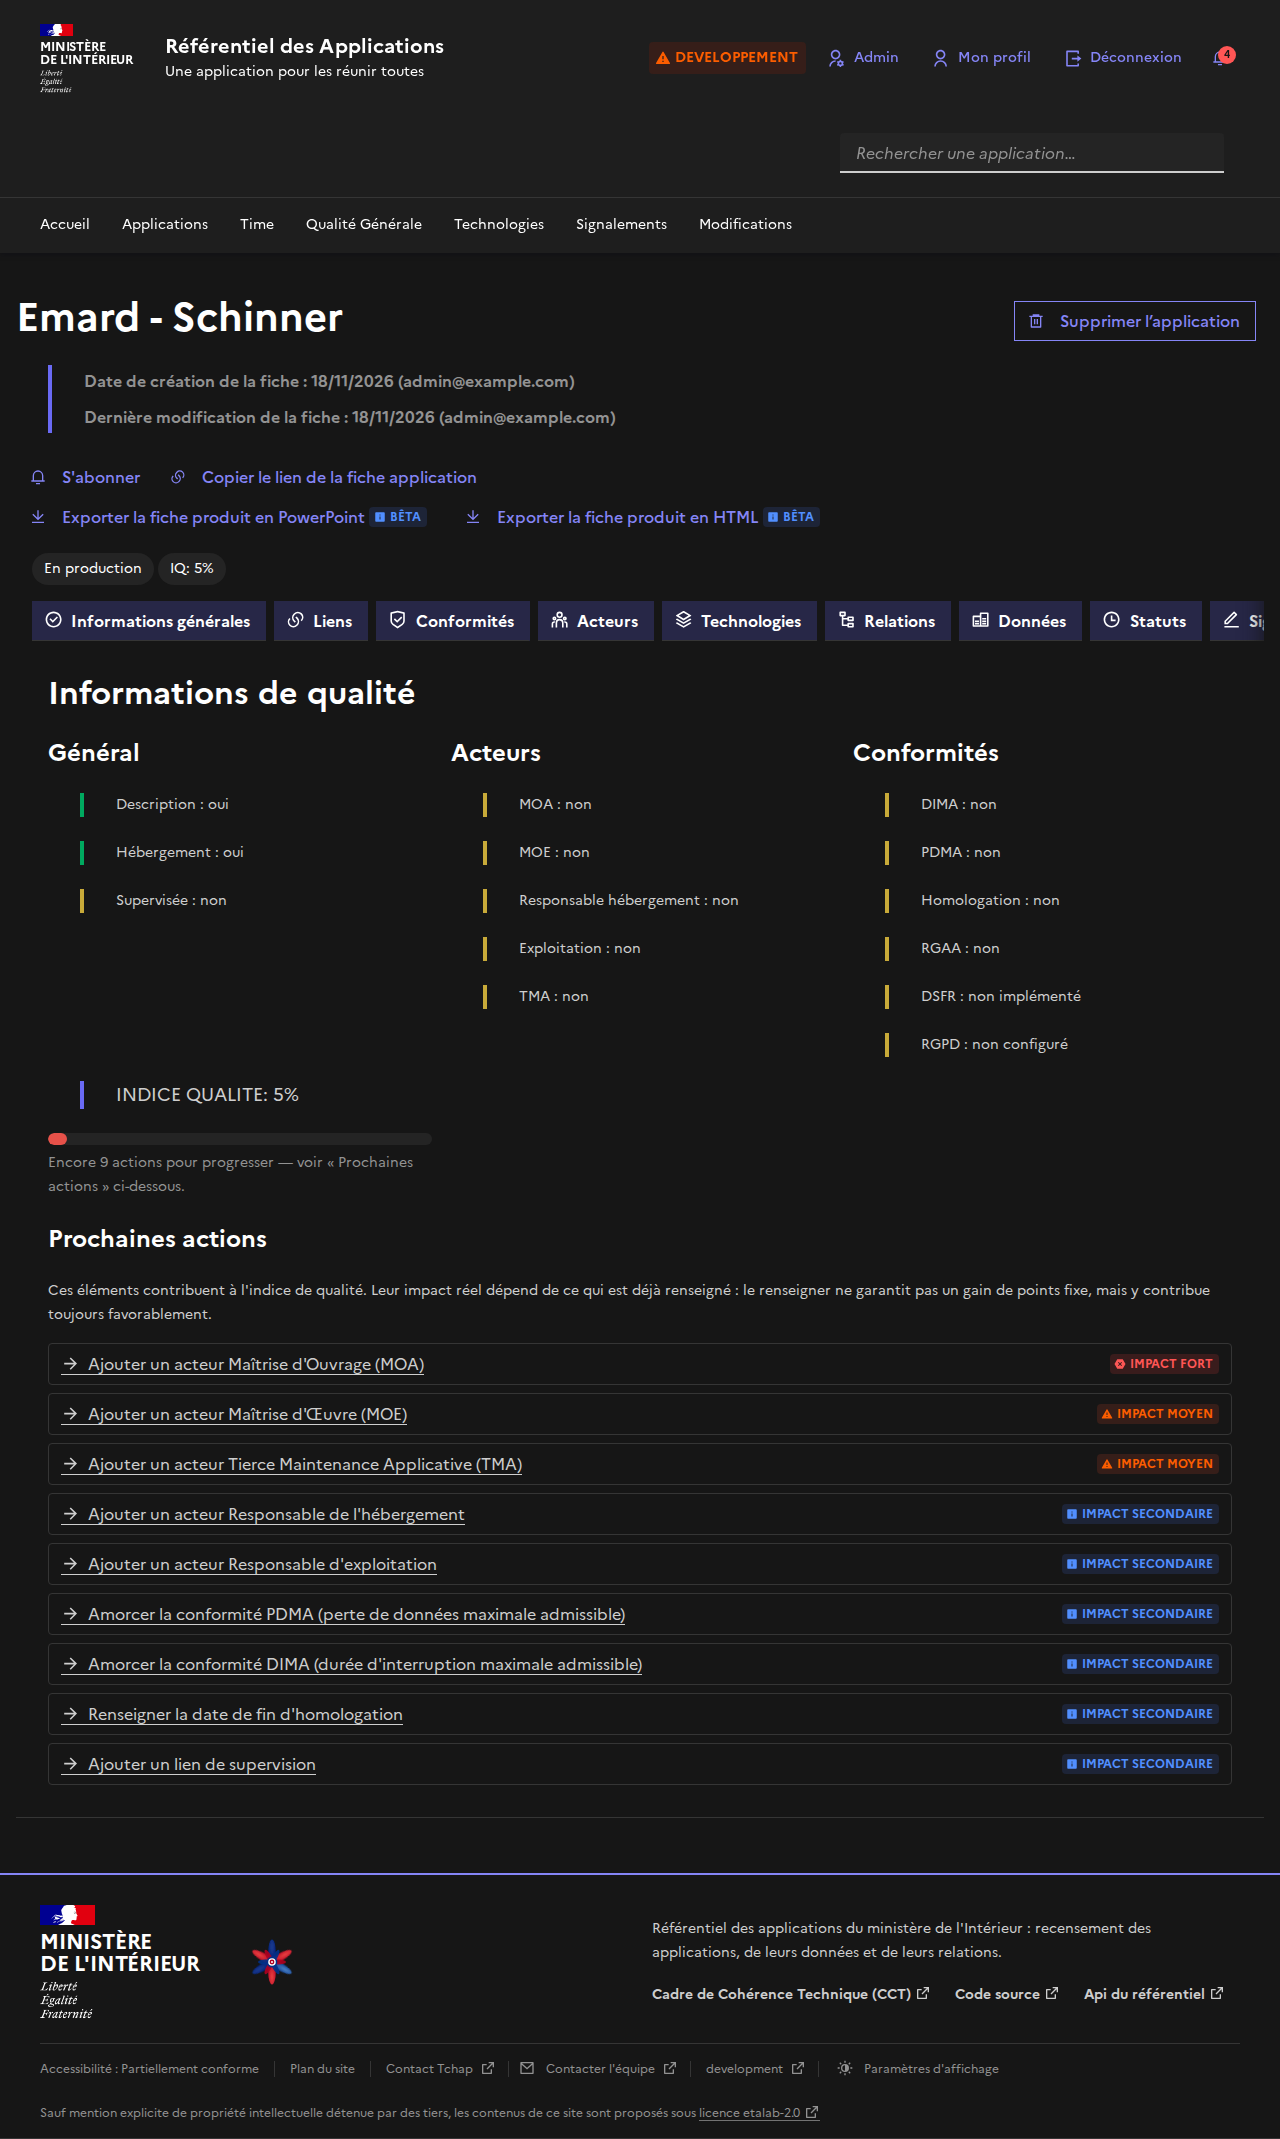 MINISTÈRE
DE L'INTÉRIEUR
Liberté
Égalité
Fraternité
Référentiel des Applications
Une application pour les réunir toutes
DEVELOPPEMENT
Admin
Mon profil
Déconnexion
4
Rechercher une application…
Accueil
Applications
Time
Qualité Générale
Technologies
Signalements
Modifications
Emard - Schinner
Supprimer l’application
Date de création de la fiche : 18/11/2026 (admin@example.com)
Dernière modification de la fiche : 18/11/2026 (admin@example.com)
S'abonner
Copier le lien de la fiche application
Exporter la fiche produit en PowerPoint BÊTA
Exporter la fiche produit en HTML BÊTA
En production
IQ: 5%
Informations générales
Liens
Conformités
Acteurs
Technologies
Relations
Données
Statuts
Informations de qualité
Général
Description : oui
Hébergement : oui
Supervisée : non
Acteurs
MOA : non
MOE : non
Responsable hébergement : non
Exploitation : non
TMA : non
Conformités
DIMA : non
PDMA : non
Homologation : non
RGAA : non
DSFR : non implémenté
RGPD : non configuré
INDICE QUALITE: 5%
Encore 9 actions pour progresser — voir « Prochaines
actions » ci-dessous.
Prochaines actions
Ces éléments contribuent à l'indice de qualité. Leur impact réel dépend de ce qui est déjà renseigné : le renseigner ne garantit pas un gain de points fixe, mais y contribue
toujours favorablement.
Ajouter un acteur Maîtrise d'Ouvrage (MOA)
IMPACT FORT
Ajouter un acteur Maîtrise d'Œuvre (MOE)
IMPACT MOYEN
Ajouter un acteur Tierce Maintenance Applicative (TMA)
IMPACT MOYEN
Ajouter un acteur Responsable de l'hébergement
IMPACT SECONDAIRE
Ajouter un acteur Responsable d'exploitation
IMPACT SECONDAIRE
Amorcer la conformité PDMA (perte de données maximale admissible)
IMPACT SECONDAIRE
Amorcer la conformité DIMA (durée d'interruption maximale admissible)
IMPACT SECONDAIRE
Renseigner la date de fin d'homologation
IMPACT SECONDAIRE
Ajouter un lien de supervision
IMPACT SECONDAIRE
MINISTÈRE
DE L'INTÉRIEUR
Liberté
Égalité
Fraternité
Référentiel des applications du ministère de l'Intérieur : recensement des
applications, de leurs données et de leurs relations.
Cadre de Cohérence Technique (CCT)
Code source
Api du référentiel
Accessibilité : Partiellement conforme
Plan du site
Contact Tchap
Contacter l'équipe
development
Paramètres d'affichage
Sauf mention explicite de propriété intellectuelle détenue par des tiers, les contenus de ce site sont proposés sous licence etalab-2.0